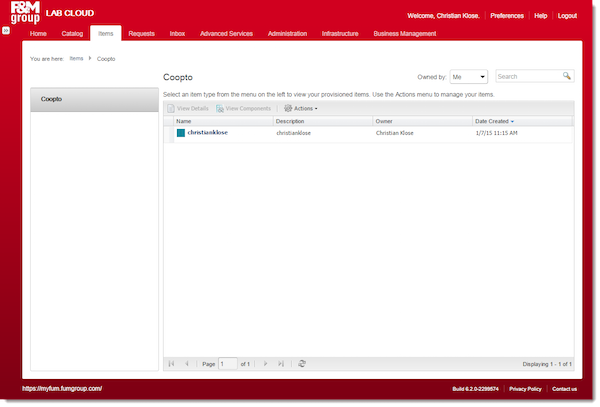 F&M group LAB CLOUD
Welcome, Christian Klose. Preferences Help Logout
Home Catalog Items Requests Inbox Advanced Services Administration Infrastructure Business Management
You are here: Items Coopto
Coopto
Coopto
Owned by: Me Search
Select an item type from the menu on the left to view your provisioned items. Use the Actions menu to manage your items.
View Details View Components Actions
Name Description Owner Date Created
christianklose christianklose Christian Klose 1/7/15 11:15 AM
Page 1 of 1 Displaying 1 - 1 of 1
https://myfum.fumgroup.com/ Build 6.2.0-2299574 Privacy Policy Contact us